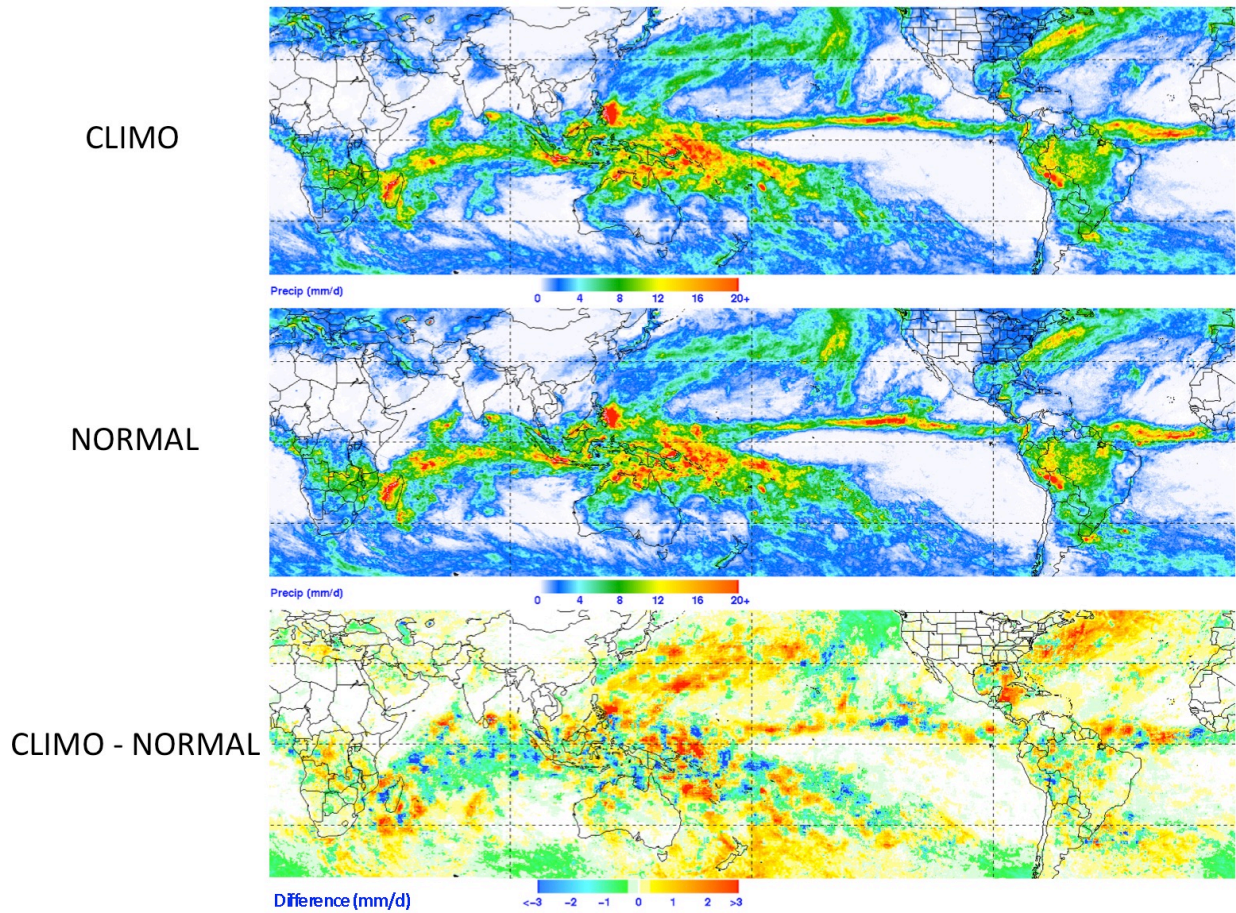 CLIMO
Precip (mm/d)
0 4 8 12 16 20+
NORMAL
Precip (mm/d)
0 4 8 12 16 20+
CLIMO - NORMAL
Difference (mm/d)
<-3 -2 -1 0 1 2 >3